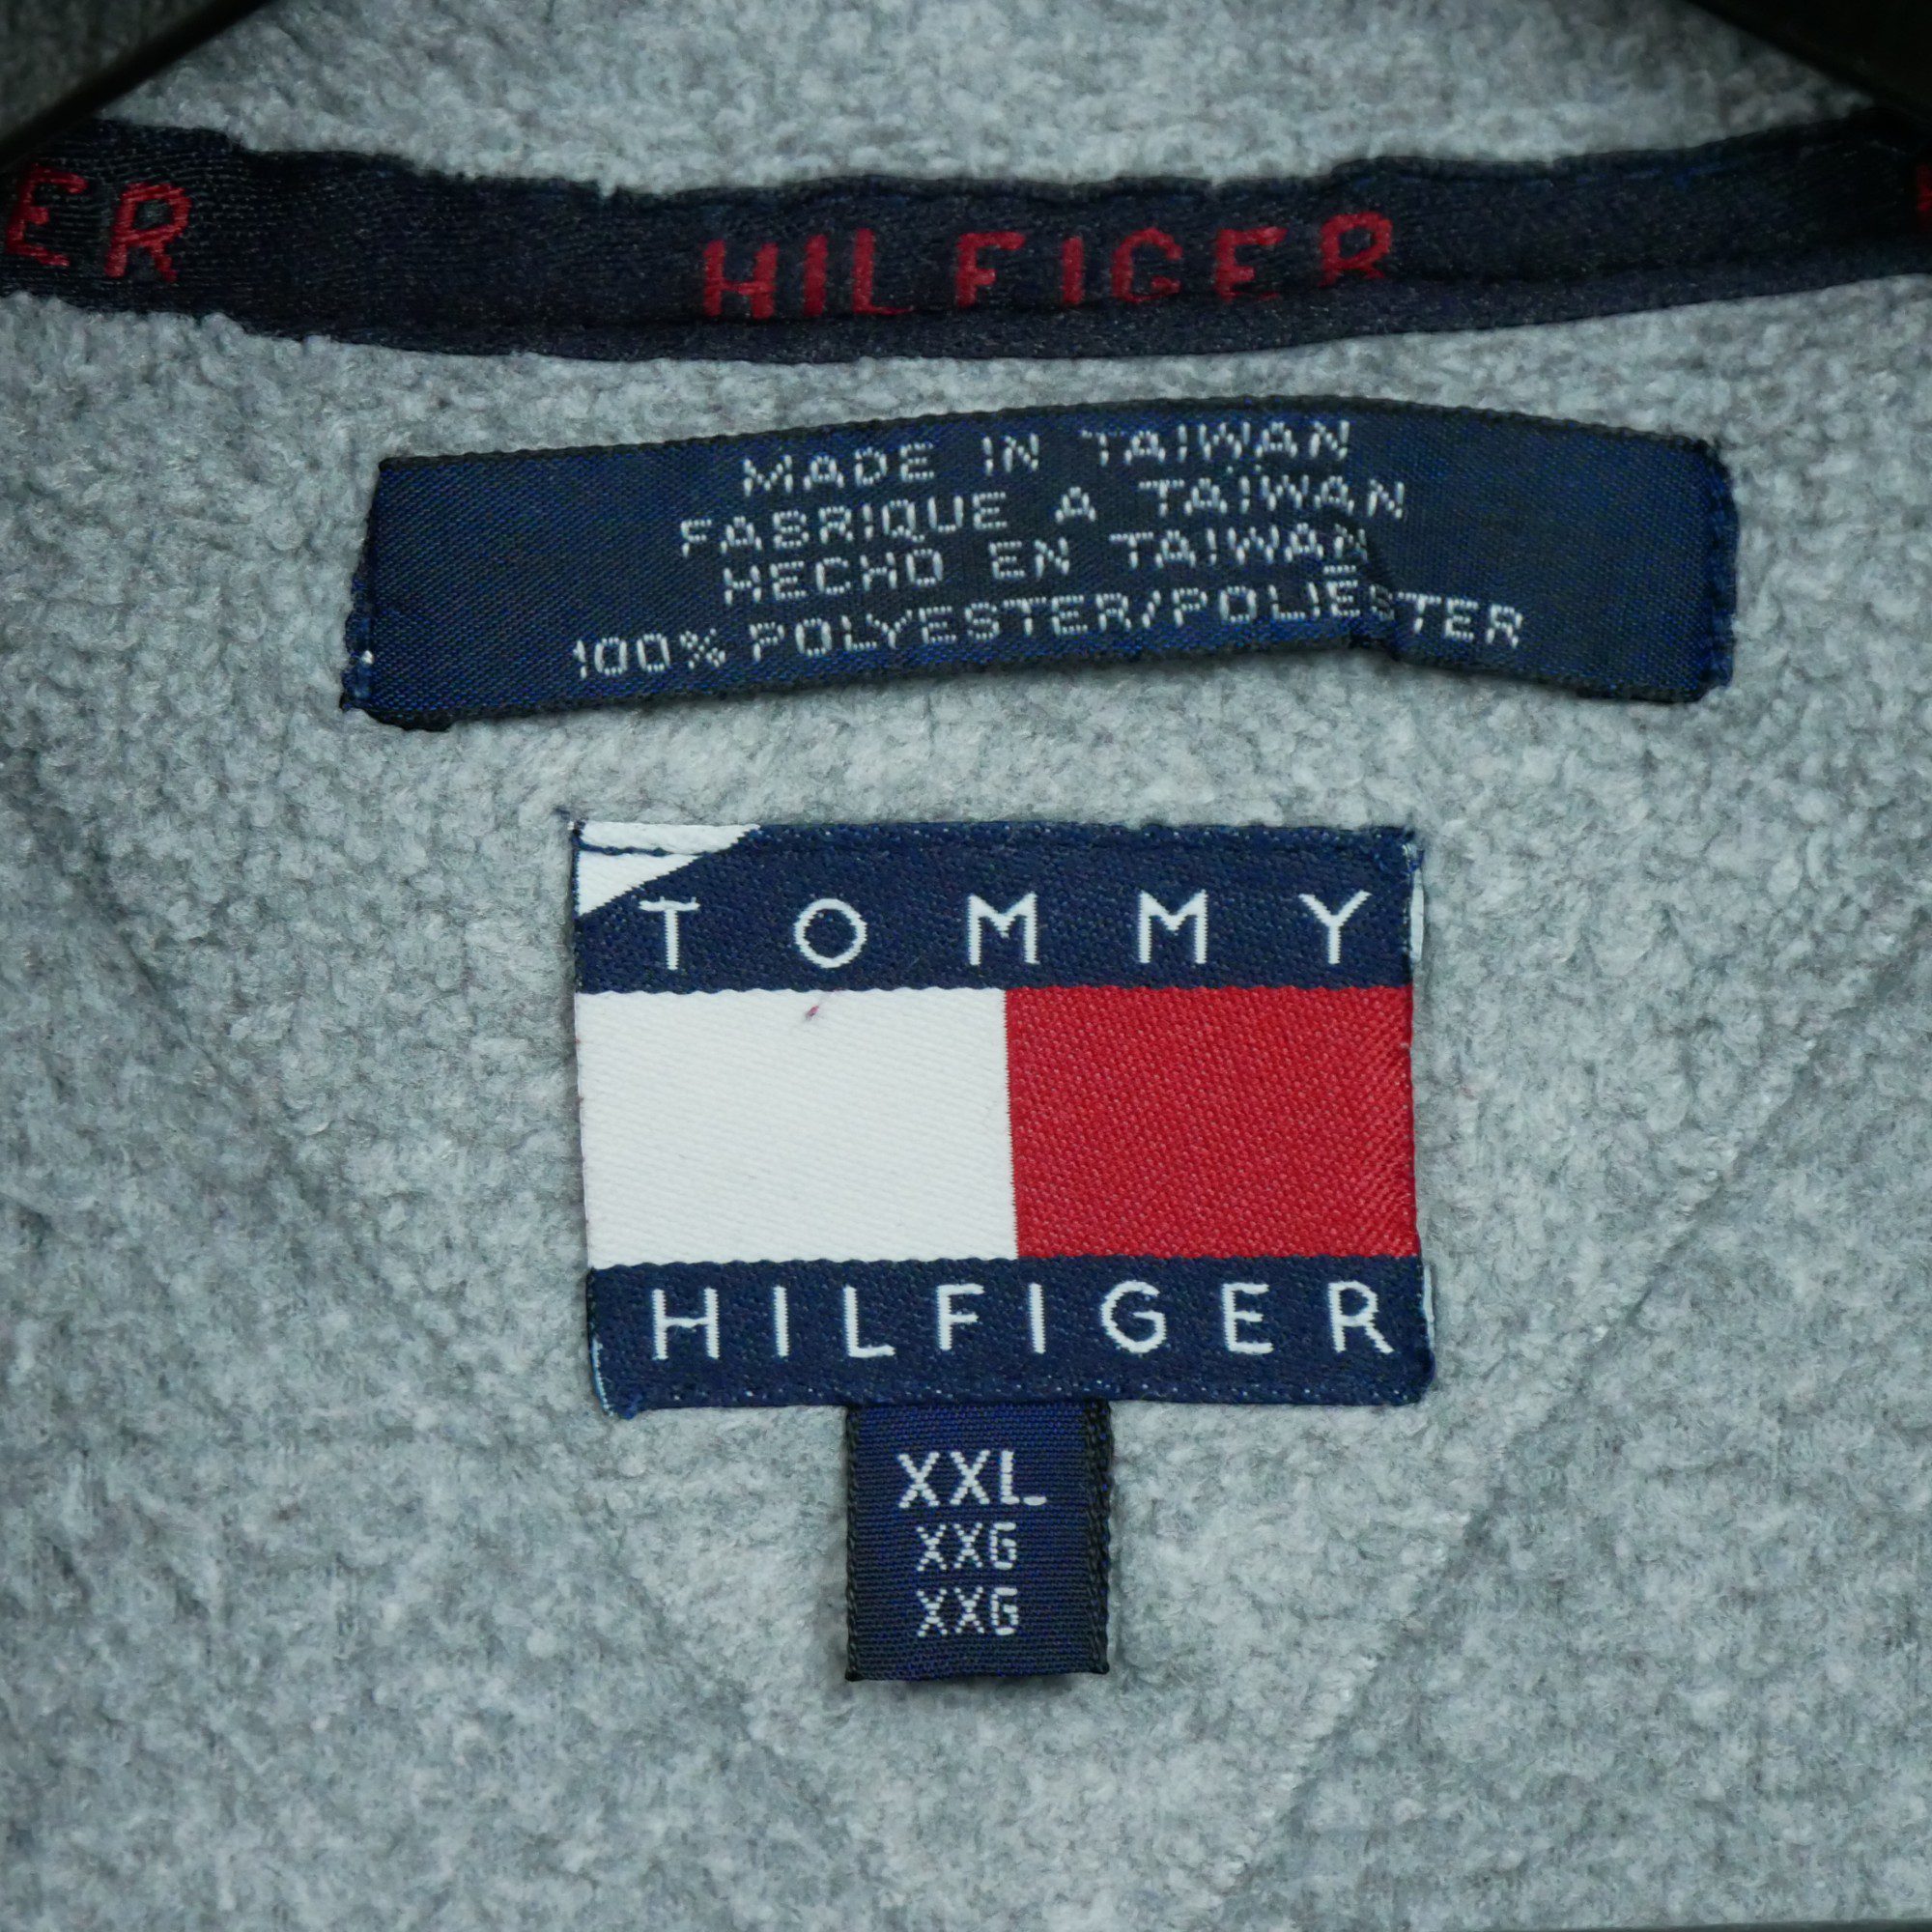 ER HILFIGER
MADE IN TAIWAN
FABRIQUE A TAIWAN
HECHO EN TAIWAN
100% POLYESTER/POLIESTER
TOMMY
HILFIGER
XXL
XXG
XXG